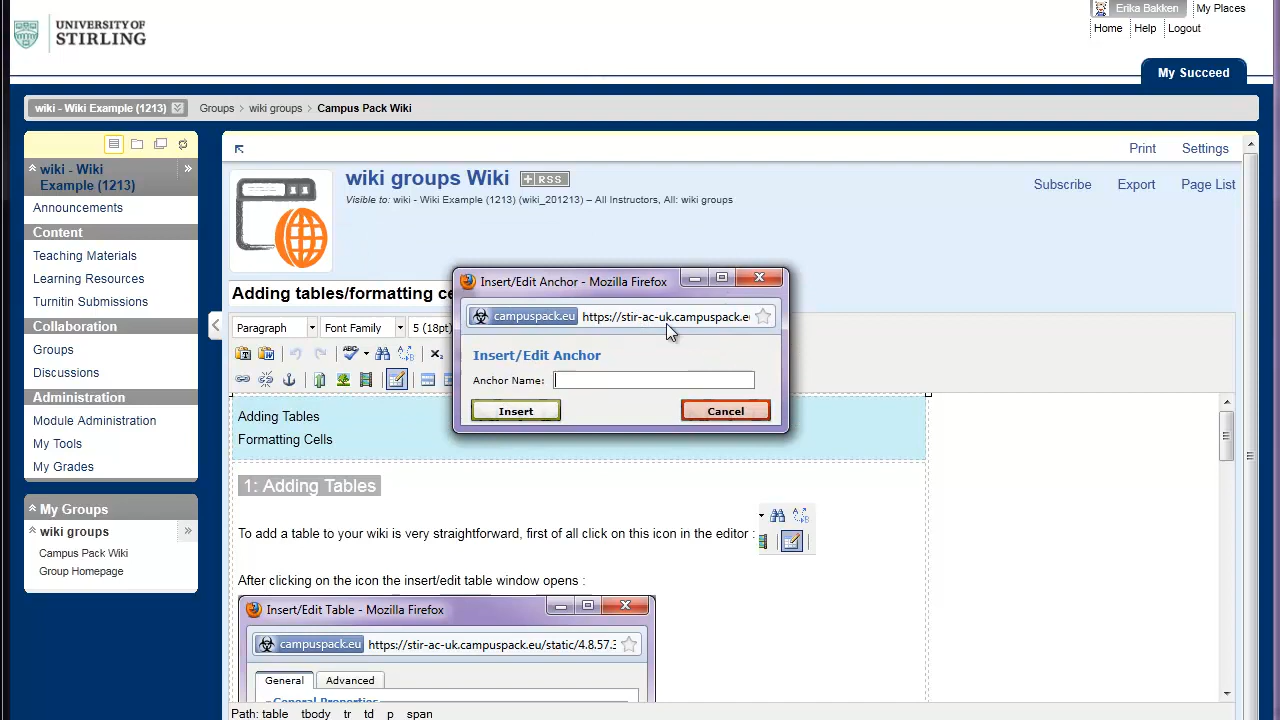 UNIVERSITY OF
STIRLING
Erika Bakken
My Places
Home
Help
Logout
My Succeed
wiki - Wiki Example (1213)
Groups > wiki groups > Campus Pack Wiki
wiki - Wiki
Example (1213)
Announcements
Content
Teaching Materials
Learning Resources
Turnitin Submissions
Collaboration
Groups
Discussions
Administration
Module Administration
My Tools
My Grades
My Groups
wiki groups
Campus Pack Wiki
Group Homepage
Print
Settings
wiki groups Wiki
+ RSS
Visible to: wiki - Wiki Example (1213) (wiki_201213) – All Instructors, All: wiki groups
Subscribe
Export
Page List
Adding tables/formatting ce
Paragraph
Font Family
5 (18pt)
Insert/Edit Anchor - Mozilla Firefox
campuspack.eu
https://stir-ac-uk.campuspack.e
Insert/Edit Anchor
Anchor Name:
Insert
Cancel
Adding Tables
Formatting Cells
1: Adding Tables
To add a table to your wiki is very straightforward, first of all click on this icon in the editor :
After clicking on the icon the insert/edit table window opens :
Insert/Edit Table - Mozilla Firefox
campuspack.eu
https://stir-ac-uk.campuspack.eu/static/4.8.57.3
General
Advanced
General Properties
Path: table tbody tr td p span